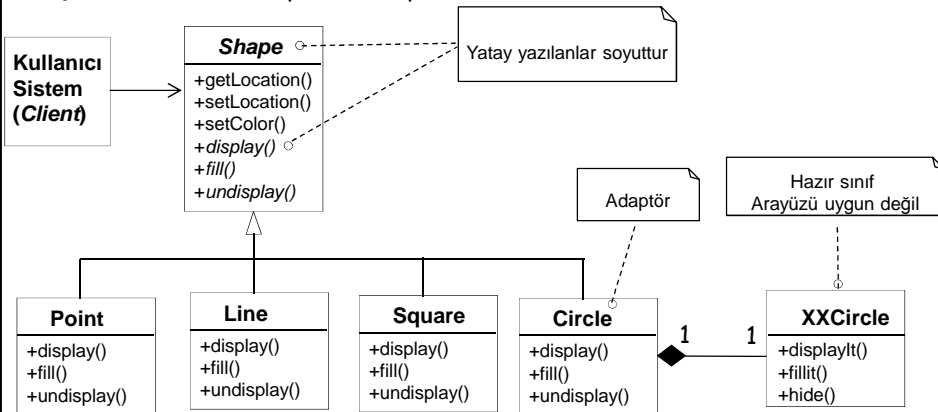 Kullanıcı
Sistem
(Client)
Shape
+getLocation()
+setLocation()
+setColor()
+display()
+fill()
+undisplay()
Yatay yazılanlar soyuttur
Adaptör
Hazır sınıf
Arayüzü uygun değil
Point
+display()
+fill()
+undisplay()
Line
+display()
+fill()
+undisplay()
Square
+display()
+fill()
+undisplay()
Circle
+display()
+fill()
+undisplay()
1
1
XXCircle
+displayIt()
+fillit()
+hide()